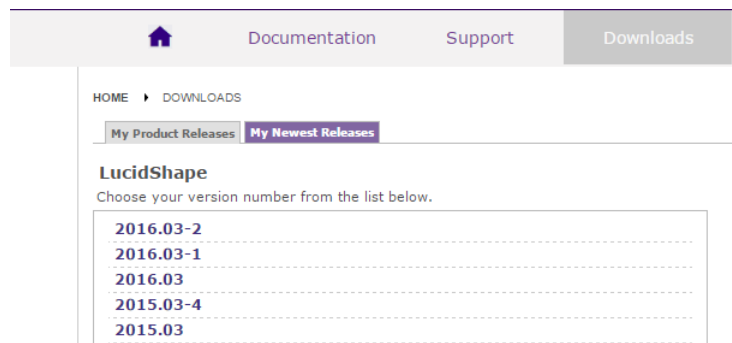 Documentation Support Downloads
HOME DOWNLOADS
My Product Releases My Newest Releases
LucidShape
Choose your version number from the list below.
2016.03-2
2016.03-1
2016.03
2015.03-4
2015.03